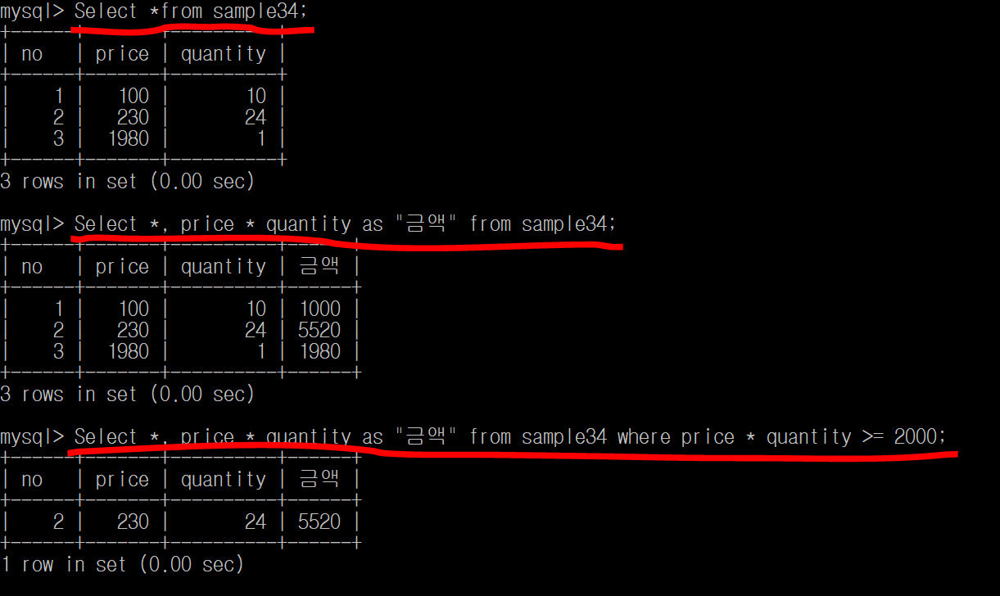 mysql> Select *from sample34;
+------+-------+----------+
| no   | price | quantity |
+------+-------+----------+
|    1 |   100 |       10 |
|    2 |   230 |       24 |
|    3 |  1980 |        1 |
+------+-------+----------+
3 rows in set (0.00 sec)
mysql> Select *, price * quantity as "금액" from sample34;
+------+-------+----------+------+
| no   | price | quantity | 금액 |
+------+-------+----------+------+
|    1 |   100 |       10 | 1000 |
|    2 |   230 |       24 | 5520 |
|    3 |  1980 |        1 | 1980 |
+------+-------+----------+------+
3 rows in set (0.00 sec)
mysql> Select *, price * quantity as "금액" from sample34 where price * quantity >= 2000;
+------+-------+----------+------+
| no   | price | quantity | 금액 |
+------+-------+----------+------+
|    2 |   230 |       24 | 5520 |
+------+-------+----------+------+
1 row in set (0.00 sec)